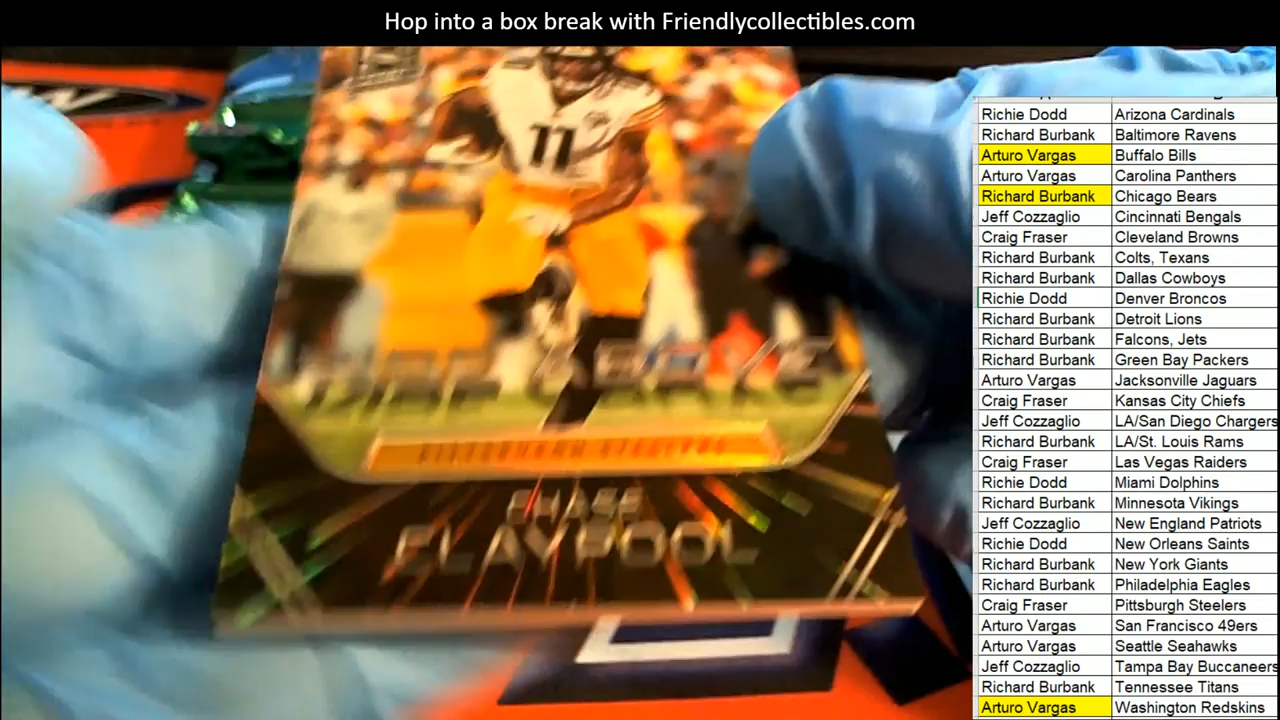 Hop into a box break with Friendlycollectibles.com
11
PITTSBURGH STEELERS
CHASE
CLAYPOOL
Richie Dodd Arizona Cardinals
Richard Burbank Baltimore Ravens
Arturo Vargas Buffalo Bills
Arturo Vargas Carolina Panthers
Richard Burbank Chicago Bears
Jeff Cozzaglio Cincinnati Bengals
Craig Fraser Cleveland Browns
Richard Burbank Colts, Texans
Richard Burbank Dallas Cowboys
Richie Dodd Denver Broncos
Richard Burbank Detroit Lions
Richard Burbank Falcons, Jets
Richard Burbank Green Bay Packers
Arturo Vargas Jacksonville Jaguars
Craig Fraser Kansas City Chiefs
Jeff Cozzaglio LA/San Diego Chargers
Richard Burbank LA/St. Louis Rams
Craig Fraser Las Vegas Raiders
Richie Dodd Miami Dolphins
Richard Burbank Minnesota Vikings
Jeff Cozzaglio New England Patriots
Richie Dodd New Orleans Saints
Richard Burbank New York Giants
Richard Burbank Philadelphia Eagles
Craig Fraser Pittsburgh Steelers
Arturo Vargas San Francisco 49ers
Arturo Vargas Seattle Seahawks
Jeff Cozzaglio Tampa Bay Buccaneers
Richard Burbank Tennessee Titans
Arturo Vargas Washington Redskins